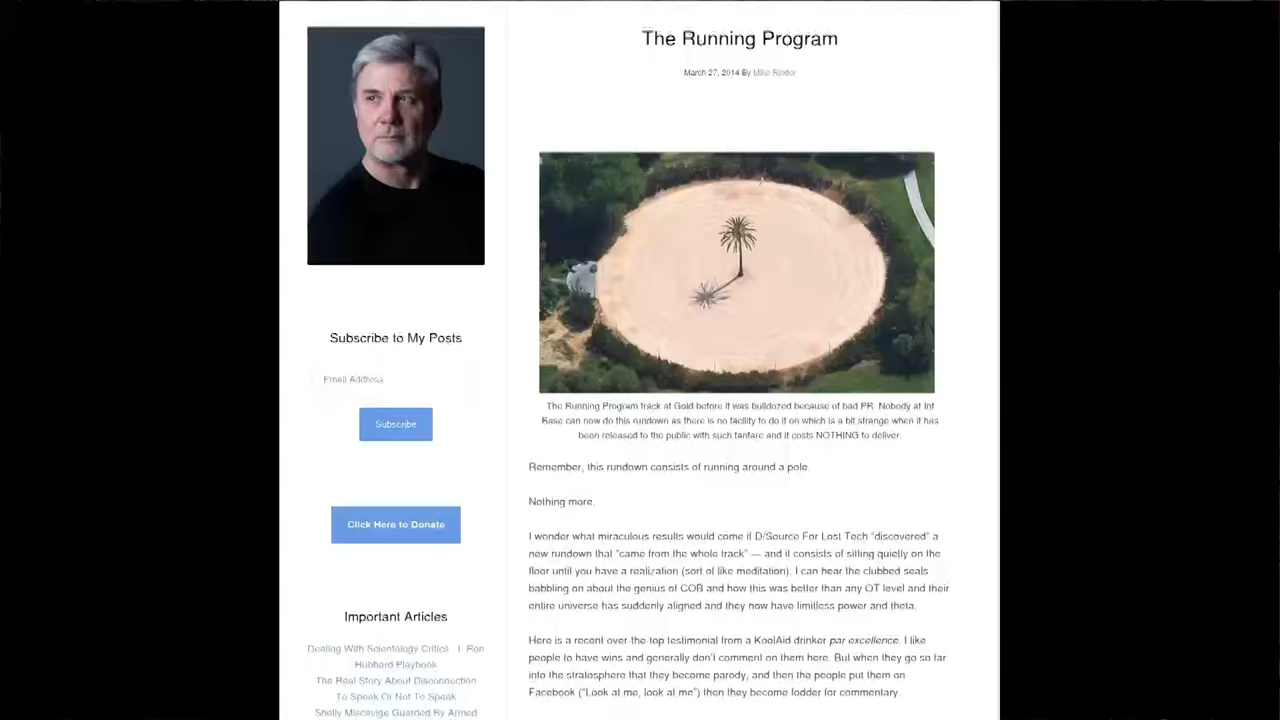 The Running Program
March 27, 2014 By Mike Rinder
The Running Program track at Gold before it was bulldozed because of bad PR. Nobody at Int
Base can now do this rundown as there is no facility to do it on which is a bit strange when it has
been released to the public with such fanfare and it costs NOTHING to deliver.
Remember, this rundown consists of running around a pole.
Nothing more.
I wonder what miraculous results would come if D/Source For Lost Tech “discovered” a
new rundown that “came from the whole track” — and it consists of sitting quietly on the
floor until you have a realization (sort of like meditation). I can hear the clubbed seals
babbling on about the genius of COB and how this was better than any OT level and their
entire universe has suddenly aligned and they now have limitless power and theta.
Here is a recent over-the-top testimonial from a KoolAid drinker par excellence. I like
people to have wins and generally don’t comment on them here. But when they go so far
into the stratosphere that they become parody, and then the people put them on
Facebook (“Look at me, look at me”) then they become fodder for commentary.
Subscribe to My Posts
Email Address
Subscribe
Click Here to Donate
Important Articles
Dealing With Scientology Critics L Ron
Hubbard Playbook
The Real Story About Disconnection
To Speak Or Not To Speak
Shelly Miscavige Guarded By Armed